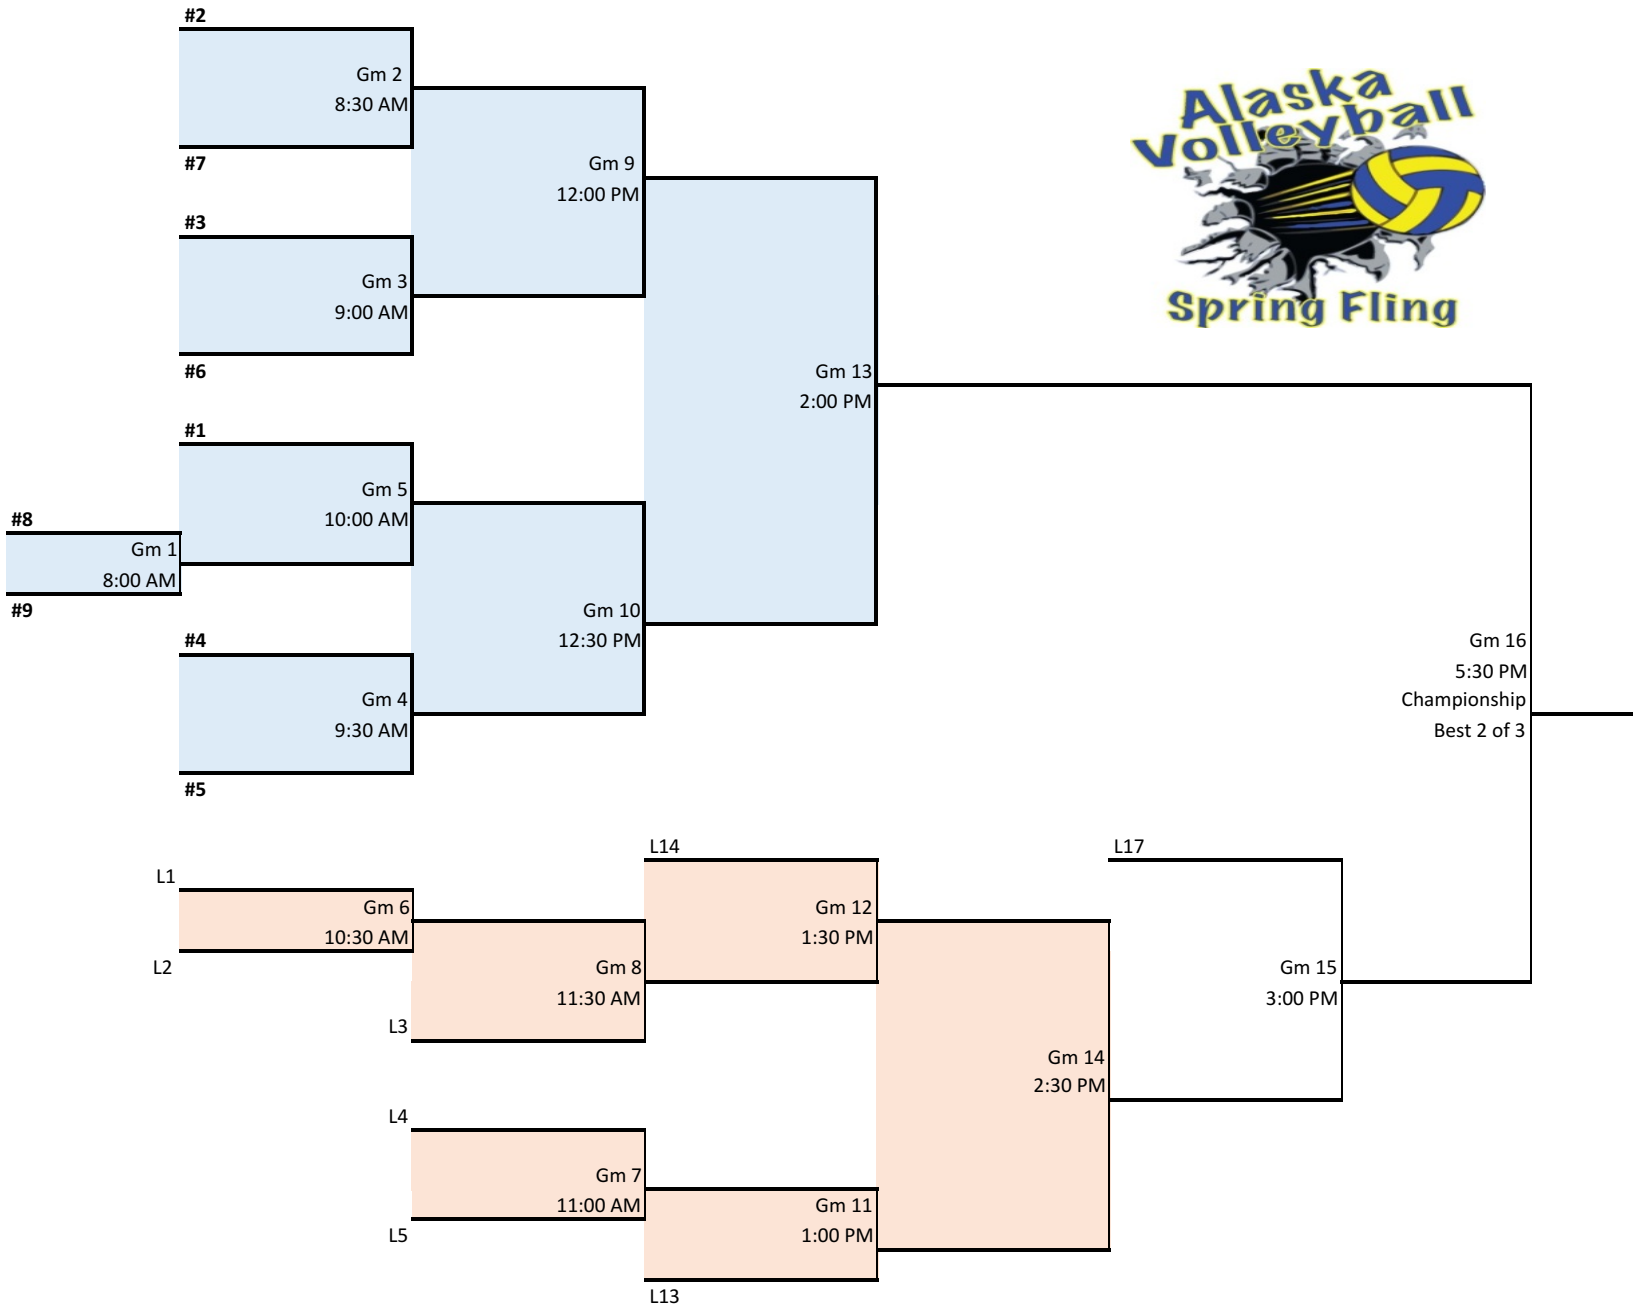 #2
Gm 2
8:30 AM
#7
Gm 9
12:00 PM
#3
Gm 3
9:00 AM
#6
Gm 13
2:00 PM
#1
Gm 5
10:00 AM
#8
Gm 1
8:00 AM
#9
Gm 10
12:30 PM
#4
Gm 4
9:30 AM
#5
Alaska
Volleyball
Spring Fling
Gm 16
5:30 PM
Championship
Best 2 of 3
L14
L17
L1
Gm 6
10:30 AM
L2
Gm 12
1:30 PM
Gm 8
11:30 AM
L3
Gm 15
3:00 PM
Gm 14
2:30 PM
L4
Gm 7
11:00 AM
L5
Gm 11
1:00 PM
L13